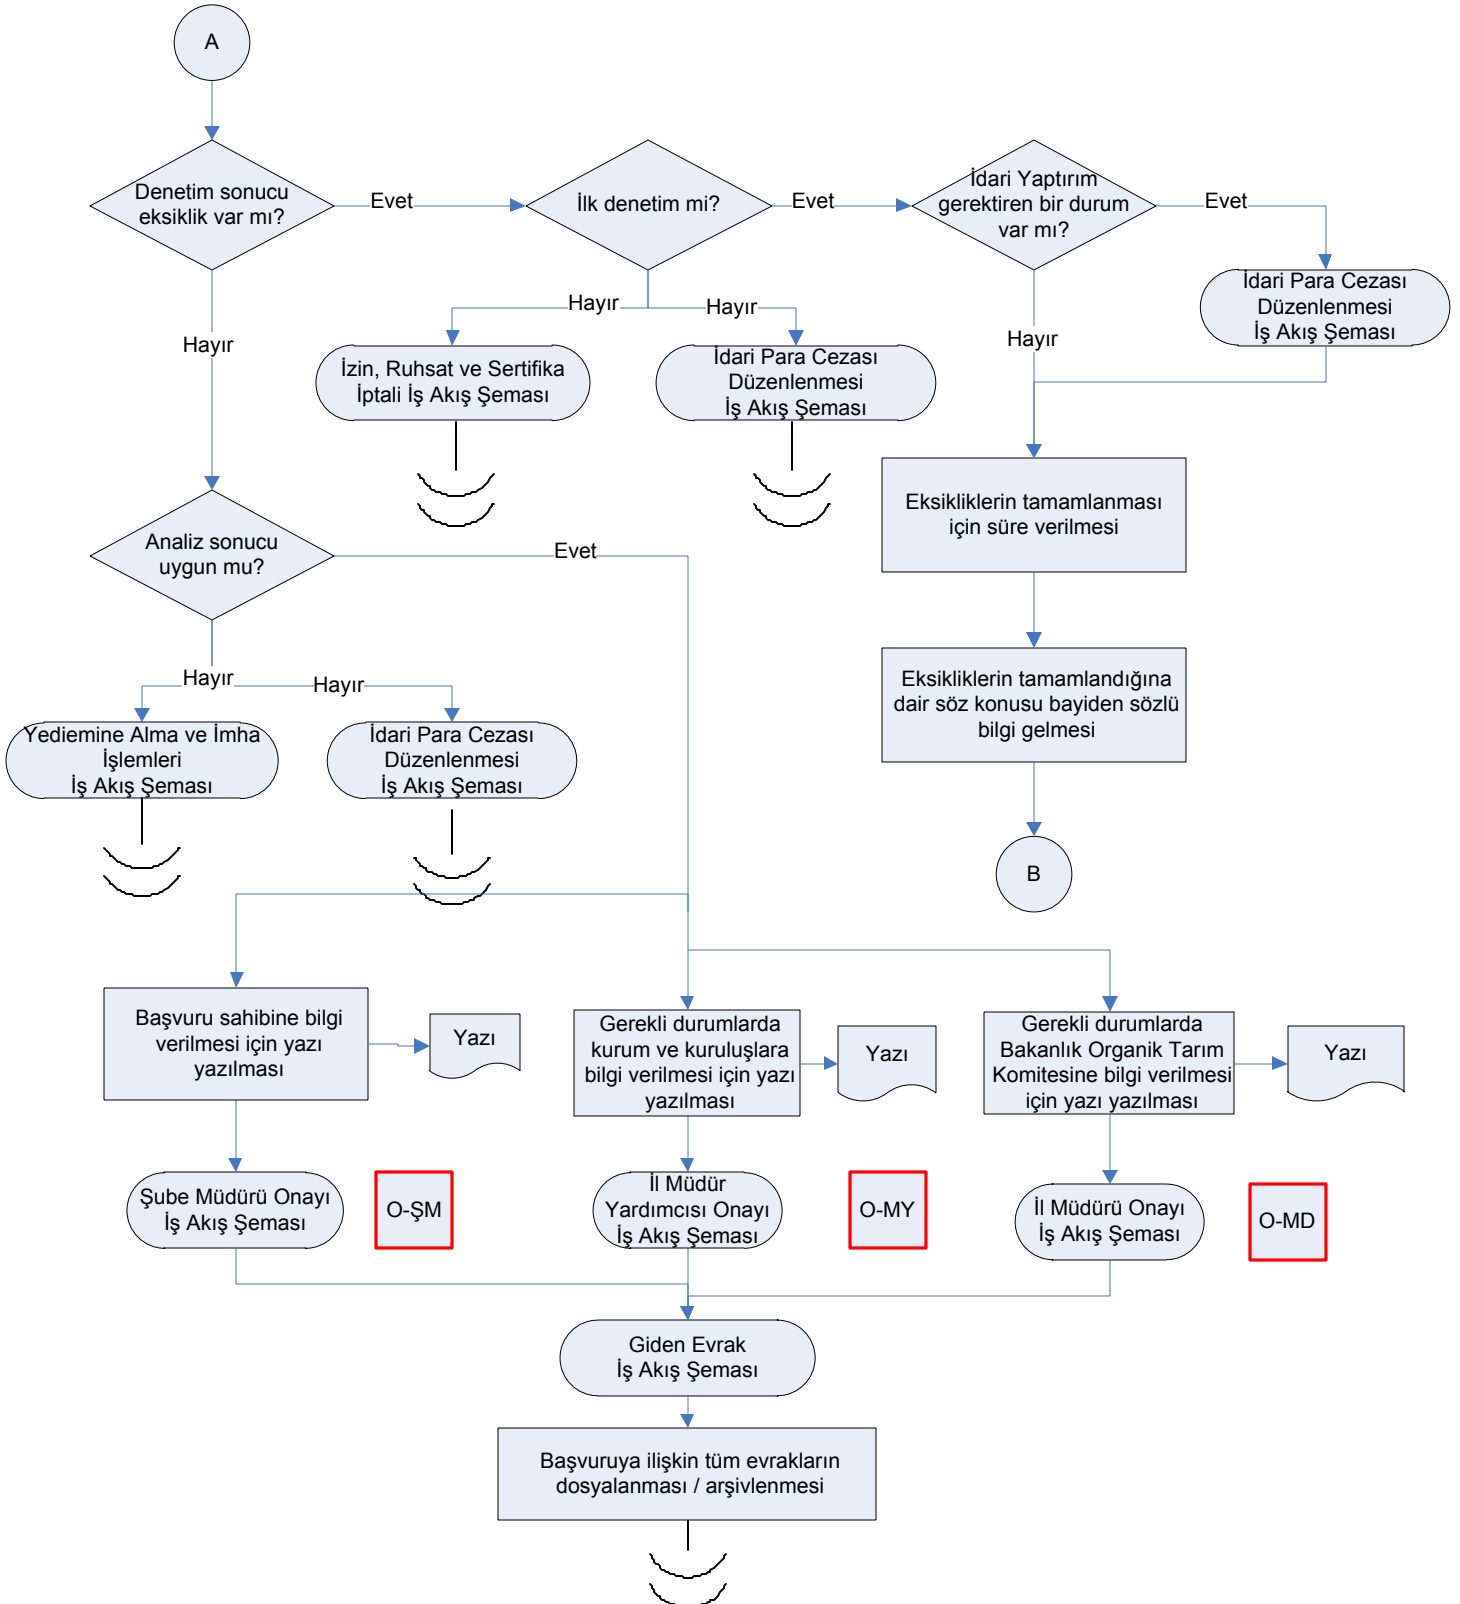 A
Denetim sonucu
eksiklik var mı?
Evet
İlk denetim mi?
Evet
İdari Yaptırım
gerektiren bir durum
var mı?
Evet
İdari Para Cezası
Düzenlenmesi
İş Akış Şeması
Hayır
Hayır
Hayır
Hayır
İzin, Ruhsat ve Sertifika
İptali İş Akış Şeması
İdari Para Cezası
Düzenlenmesi
İş Akış Şeması
Eksikliklerin tamamlanması
için süre verilmesi
Analiz sonucu
uygun mu?
Evet
Eksikliklerin tamamlandığına
dair söz konusu bayiden sözlü
bilgi gelmesi
Hayır
Hayır
Yediemine Alma ve İmha
İşlemleri
İş Akış Şeması
İdari Para Cezası
Düzenlenmesi
İş Akış Şeması
B
Başvuru sahibine bilgi
verilmesi için yazı
yazılması
Yazı
Gerekli durumlarda
kurum ve kuruluşlara
bilgi verilmesi için yazı
yazılması
Yazı
Gerekli durumlarda
Bakanlık Organik Tarım
Komitesine bilgi verilmesi
için yazı yazılması
Yazı
Şube Müdürü Onayı
İş Akış Şeması
O-ŞM
İl Müdür
Yardımcısı Onayı
İş Akış Şeması
O-MY
İl Müdürü Onayı
İş Akış Şeması
O-MD
Giden Evrak
İş Akış Şeması
Başvuruya ilişkin tüm evrakların
dosyalanması / arşivlenmesi